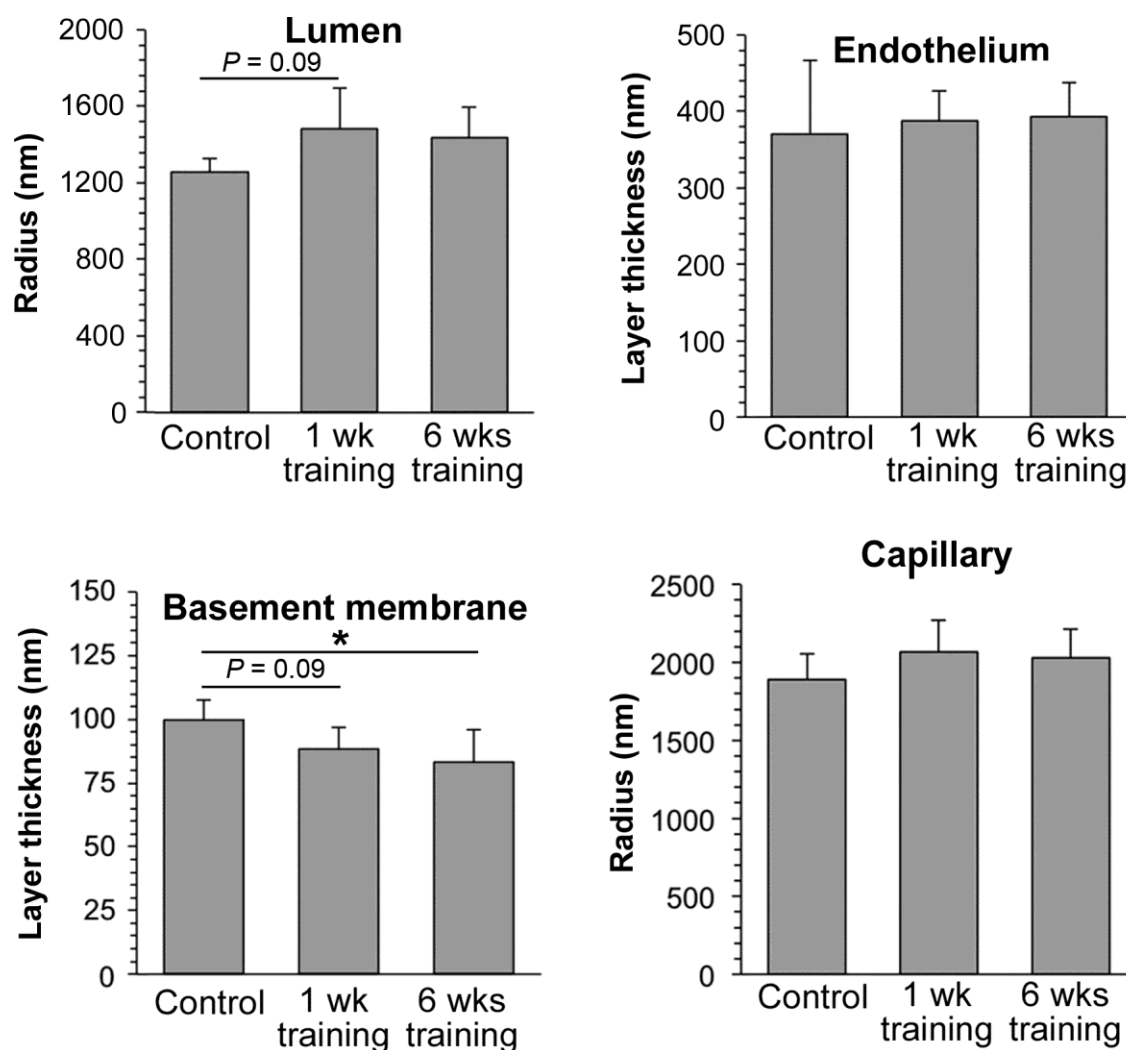 Lumen
P = 0.09
Radius (nm)
2000
1600
1200
800
400
0
Control
1 wk
training
6 wks
training
Endothelium
Layer thickness (nm)
500
400
300
200
100
0
Control
1 wk
training
6 wks
training
Basement membrane
*
P = 0.09
Layer thickness (nm)
150
125
100
75
50
25
0
Control
1 wk
training
6 wks
training
Capillary
Radius (nm)
2500
2000
1500
1000
500
0
Control
1 wk
training
6 wks
training